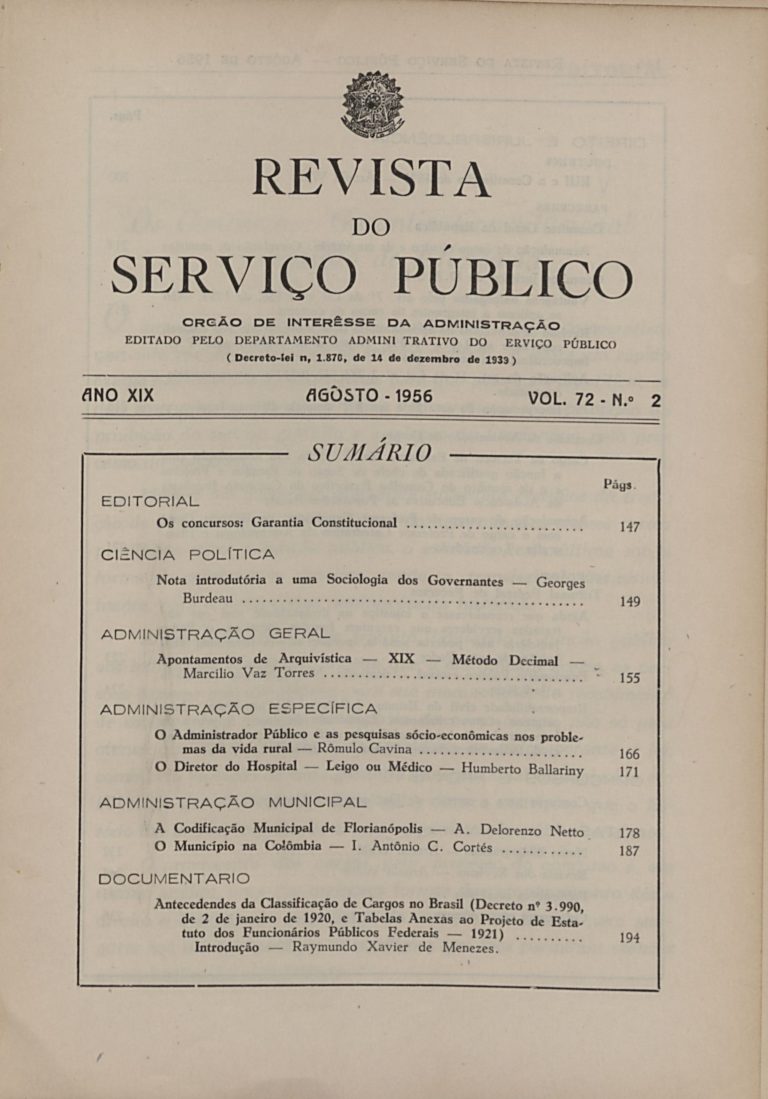 REVISTA
DO
SERVIÇO PÚBLICO
ORGÃO DE INTERÊSSE DA ADMINISTRAÇÃO
EDITADO PELO DEPARTAMENTO ADMINI TRATIVO DO ERVIÇO PÚBLICO
( Decreto-lei n, 1.870, de 14 de dezembro de 1939 )
ANO XIX AGÔSTO - 1956 VOL. 72 - N.º 2
SUMÁRIO
Págs.
EDITORIAL
Os concursos: Garantia Constitucional .......................... 147
CIÊNCIA POLÍTICA
Nota introdutória a uma Sociologia dos Governantes — Georges
Burdeau .................................................. 149
ADMINISTRAÇÃO GERAL
Apontamentos de Arquivística — XIX — Método Decimal —
Marcílio Vaz Torres ...................................... 155
ADMINISTRAÇÃO ESPECÍFICA
O Administrador Público e as pesquisas sócio-econômicas nos proble-
mas da vida rural — Rômulo Cavina ........................ 166
O Diretor do Hospital — Leigo ou Médico — Humberto Ballariny 171
ADMINISTRAÇÃO MUNICIPAL
A Codificação Municipal de Florianópolis — A. Delorenzo Netto 178
O Município na Colômbia — I. Antônio C. Cortés ............ 187
DOCUMENTARIO
Antecedendes da Classificação de Cargos no Brasil (Decreto nº 3.990,
de 2 de janeiro de 1920, e Tabelas Anexas ao Projeto de Esta-
tuto dos Funcionários Públicos Federais — 1921) .......... 194
Introdução — Raymundo Xavier de Menezes.